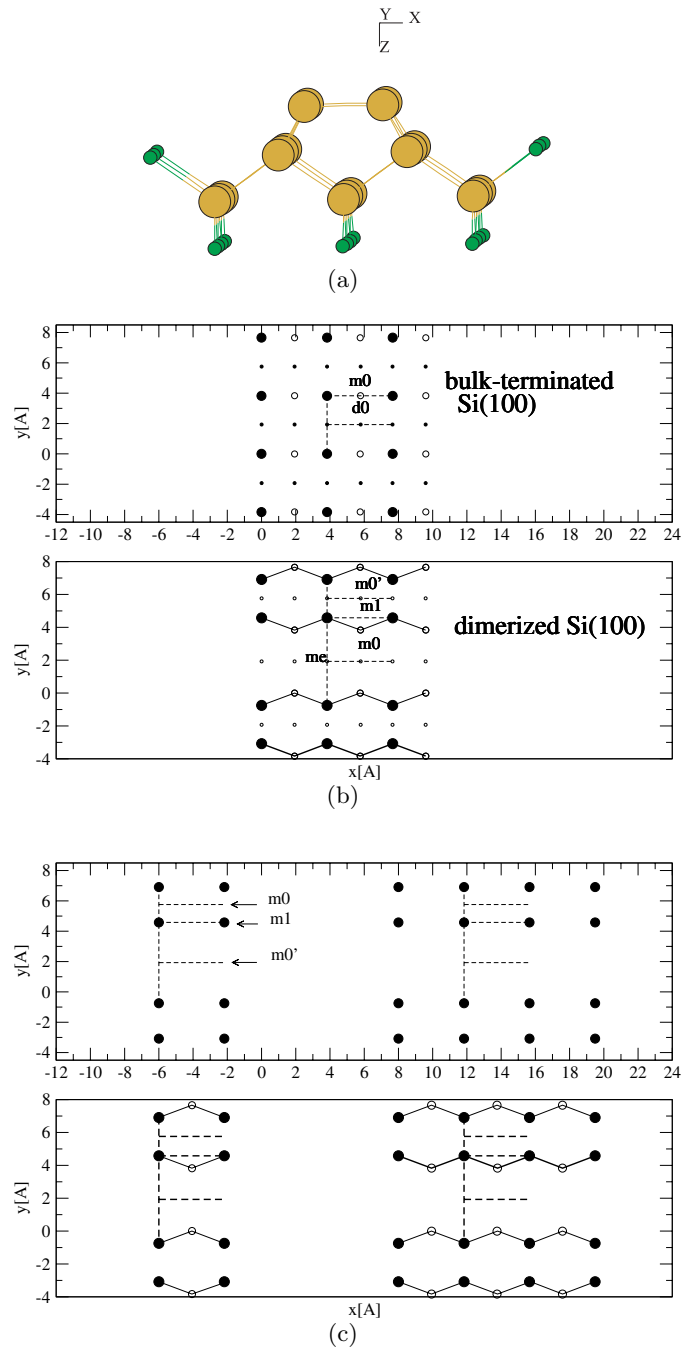 Y
X
Z
(a)
8
6
4
2
0
-2
-4
y[A]
m0
d0
bulk-terminated
Si(100)
-12 -10 -8 -6 -4 -2 0 2 4 6 8 10 12 14 16 18 20 22 24
8
6
4
2
0
-2
-4
y[A]
m0'
m1
m0
me
dimerized Si(100)
x[A]
(b)
8
6
4
2
0
-2
-4
y[A]
m0
m1
m0'
-12 -10 -8 -6 -4 -2 0 2 4 6 8 10 12 14 16 18 20 22 24
8
6
4
2
0
-2
-4
y[A]
x[A]
(c)